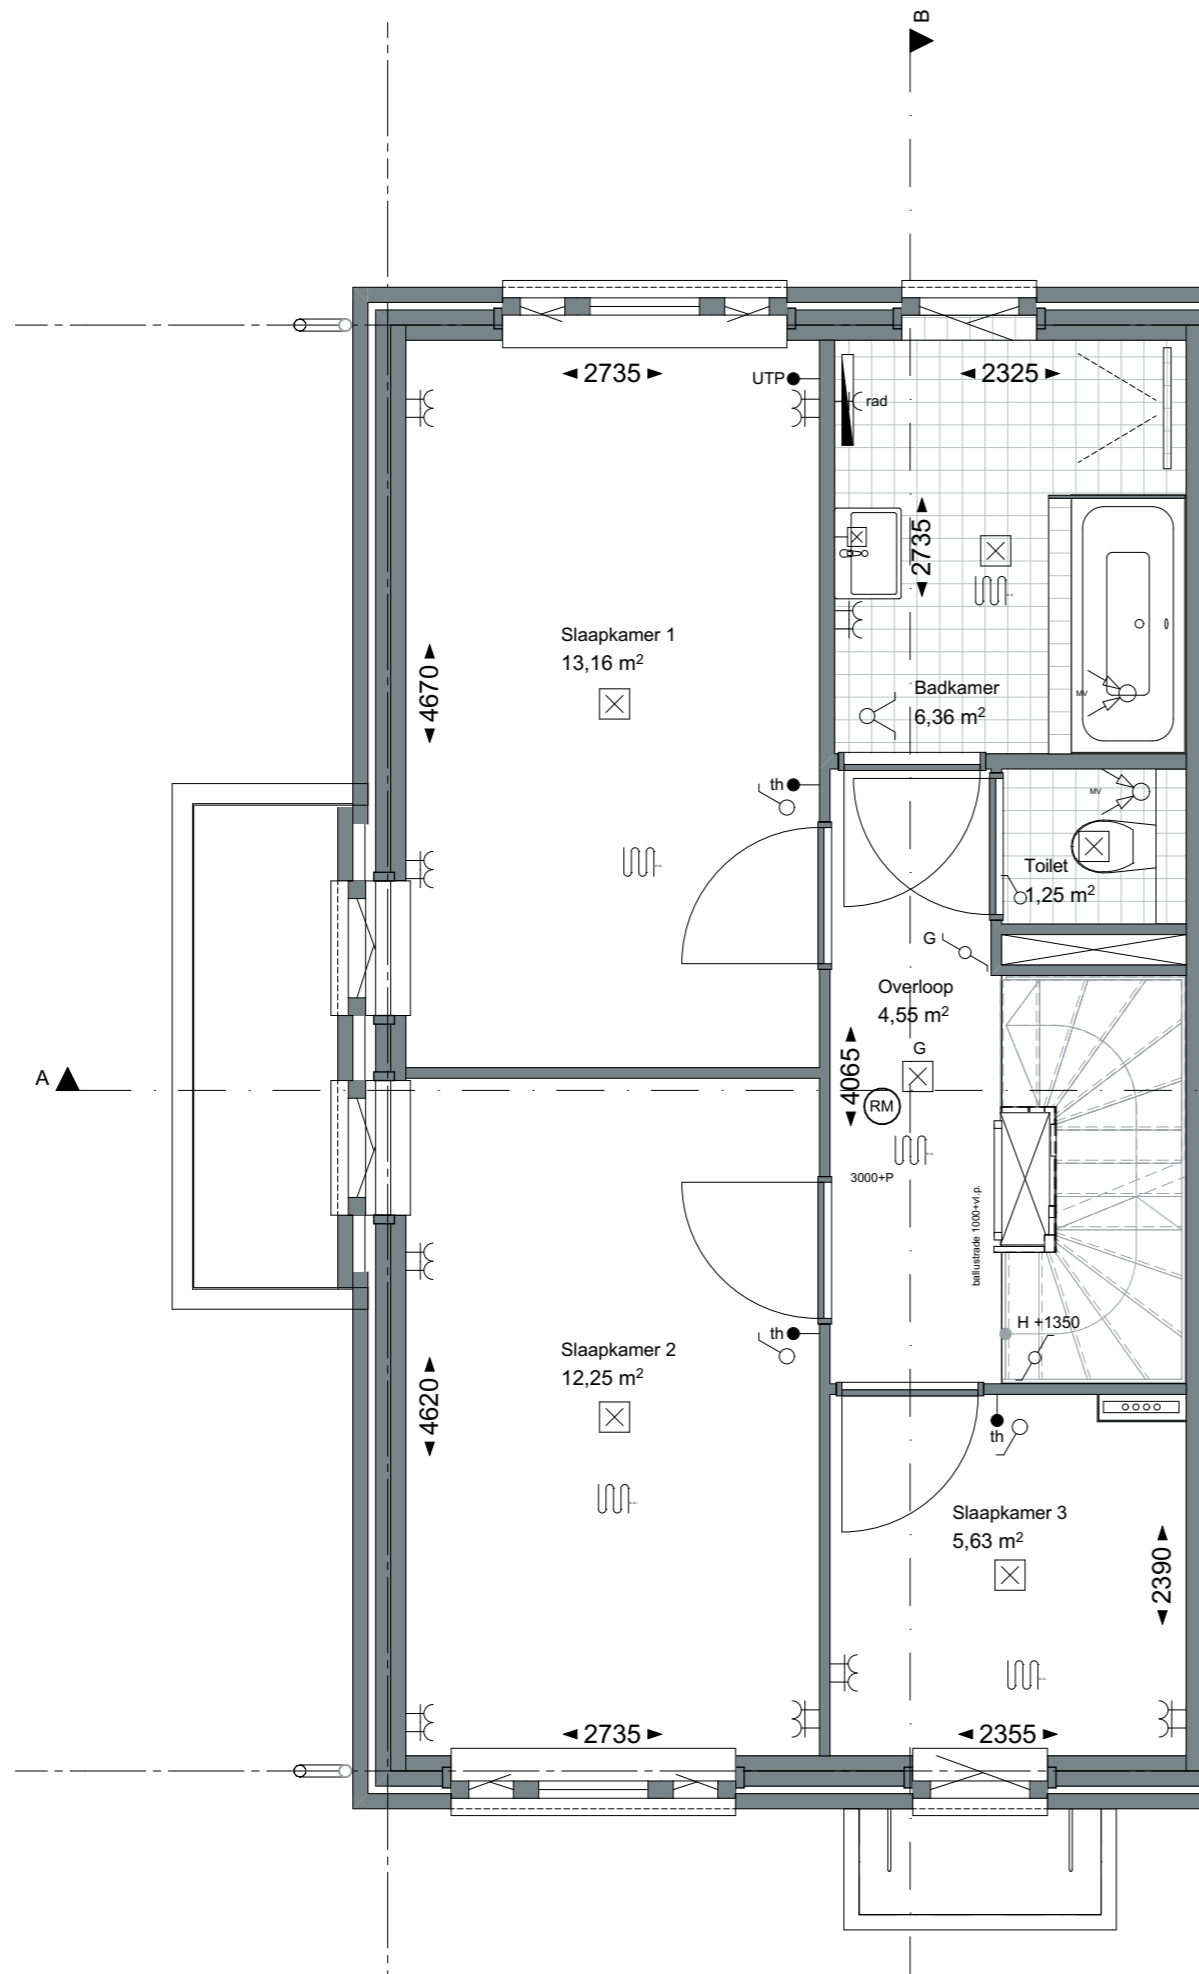 B
2735
UTP
2325
rad
2735
Slaapkamer 1
13,16 m²
4670
Badkamer
6,36 m²
MV
th
MV
Toilet
1,25 m²
G
Overloop
4,55 m²
G
4065
A
RM
3000+P
ballustrade 1000+vl.p.
H +1350
th
Slaapkamer 2
12,25 m²
4620
th
Slaapkamer 3
5,63 m²
2390
2735
2355